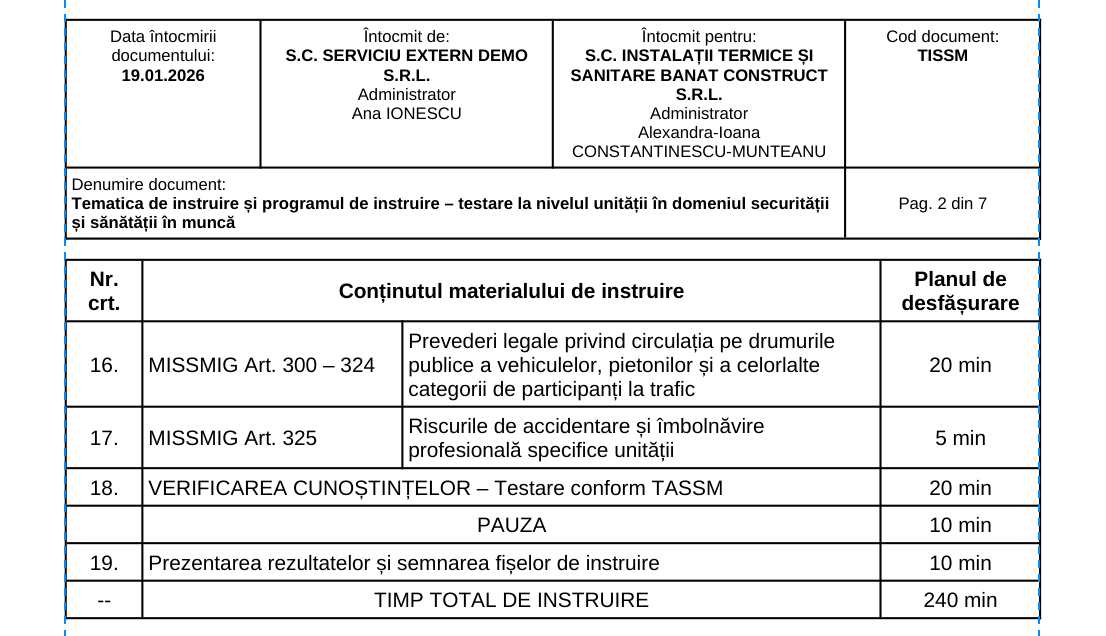 Data întocmirii
documentului:
19.01.2026
Întocmit de:
S.C. SERVICIU EXTERN DEMO
S.R.L.
Administrator
Ana IONESCU
Întocmit pentru:
S.C. INSTALAȚII TERMICE ȘI
SANITARE BANAT CONSTRUCT
S.R.L.
Administrator
Alexandra-Ioana
CONSTANTINESCU-MUNTEANU
Cod document:
TISSM
Denumire document:
Tematica de instruire și programul de instruire – testare la nivelul unității în domeniul securității
și sănătății în muncă
Pag. 2 din 7
Nr.
crt.
Conținutul materialului de instruire
Planul de
desfășurare
16.
MISSMIG Art. 300 – 324
Prevederi legale privind circulația pe drumurile
publice a vehiculelor, pietonilor și a celorlalte
categorii de participanți la trafic
20 min
17.
MISSMIG Art. 325
Riscurile de accidentare și îmbolnăvire
profesională specifice unității
5 min
18.
VERIFICAREA CUNOȘTINȚELOR – Testare conform TASSM
20 min
PAUZA
10 min
19.
Prezentarea rezultatelor și semnarea fișelor de instruire
10 min
--
TIMP TOTAL DE INSTRUIRE
240 min